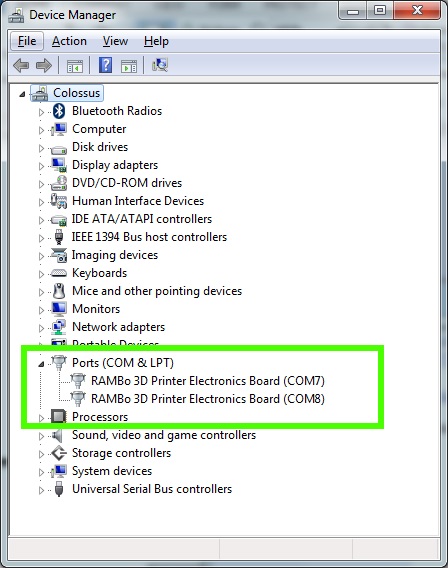 Device Manager
File Action View Help
Colossus
Bluetooth Radios
Computer
Disk drives
Display adapters
DVD/CD-ROM drives
Human Interface Devices
IDE ATA/ATAPI controllers
IEEE 1394 Bus host controllers
Imaging devices
Keyboards
Mice and other pointing devices
Monitors
Network adapters
Portable Devices
Ports (COM & LPT)
RAMBo 3D Printer Electronics Board (COM7)
RAMBo 3D Printer Electronics Board (COM8)
Processors
Sound, video and game controllers
Storage controllers
System devices
Universal Serial Bus controllers